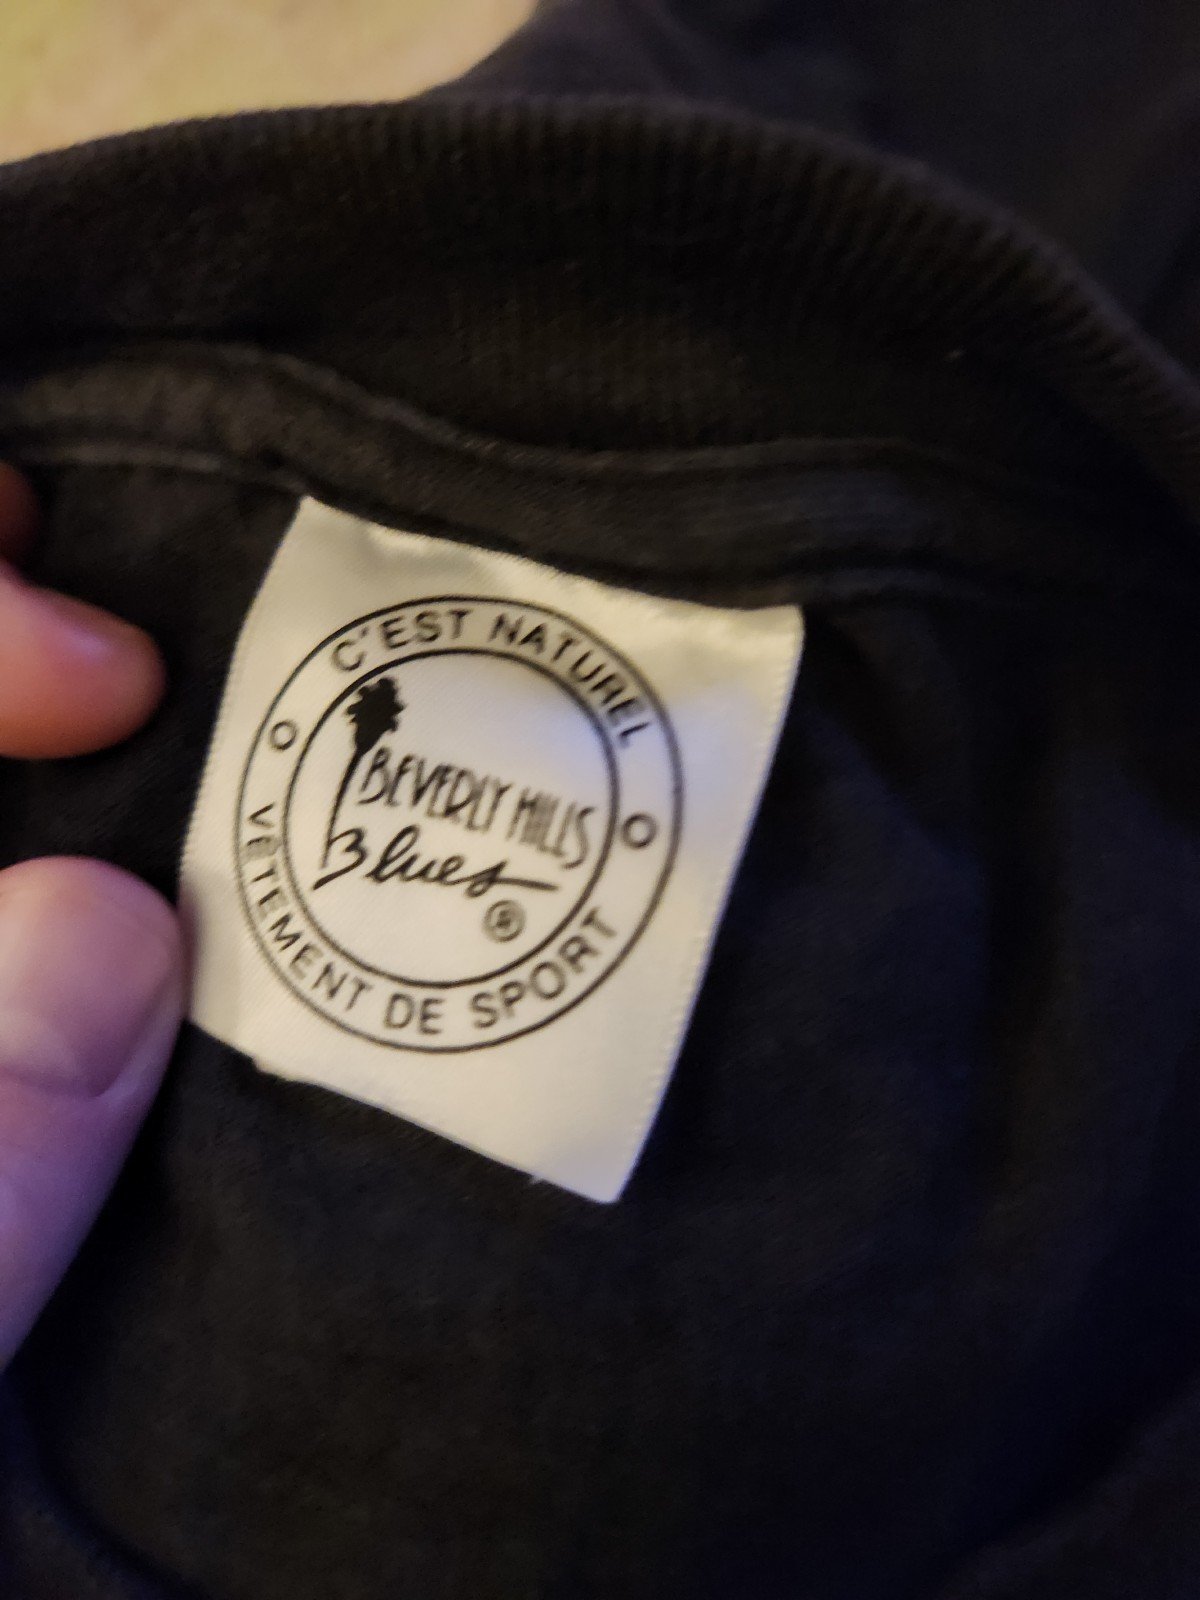 C'EST NATUREL
O
O
BEVERLY HILLS
Blues
®
VÊTEMENT DE SPORT